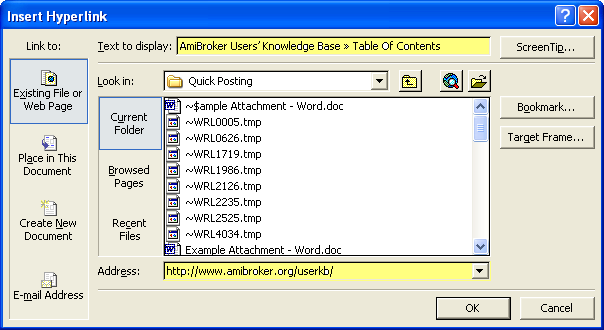 Insert Hyperlink
Link to:
Text to display: AmiBroker Users' Knowledge Base » Table Of Contents
ScreenTip...
Existing File or
Web Page
Look in: Quick Posting
Current
Folder
~$ample Attachment - Word.doc
~WRL0005.tmp
~WRL0626.tmp
~WRL1719.tmp
~WRL1986.tmp
~WRL2126.tmp
~WRL2235.tmp
~WRL2525.tmp
~WRL4034.tmp
Example Attachment - Word.doc
Bookmark...
Target Frame...
Place in This
Document
Browsed
Pages
Create New
Document
Recent
Files
E-mail Address
Address: http://www.amibroker.org/userkb/
OK
Cancel